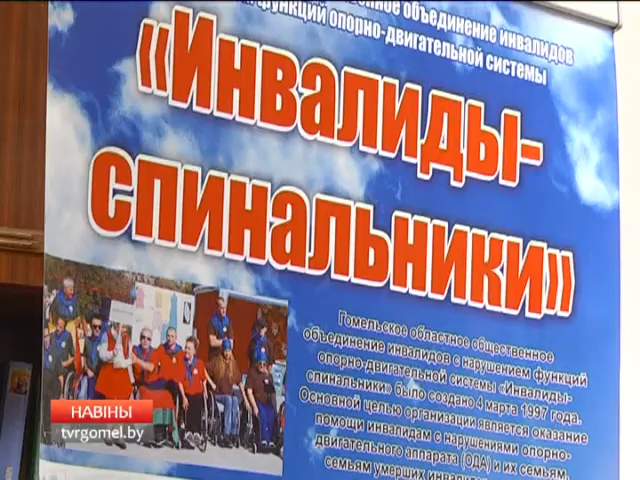 ное объединение инвалидов
функций опорно-двигательной системы
«Инвалиды-
спинальники»
Гомельское областное общественное
объединение инвалидов с нарушением функций
опорно-двигательной системы «Инвалиды-
спинальники» было создано 4 марта 1997 года.
Основной целью организации является оказание
помощи инвалидам с нарушениями опорно-
двигательного аппарата (ОДА) и их семьям,
семьям умерших
НАВІНЫ
tvrgomel.by